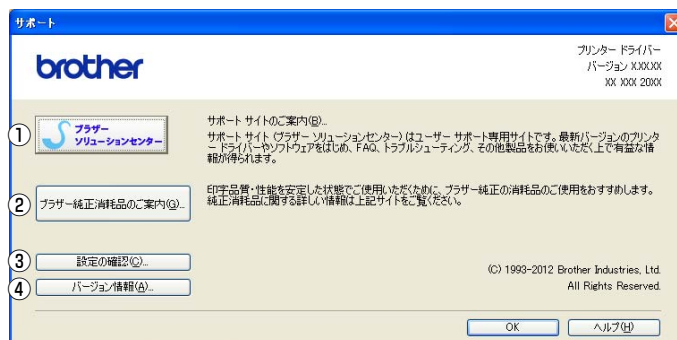 サポート
brother
プリンター ドライバー
バージョン X.XX.XX
XX XXX 20XX
①
ブラザー
ソリューションセンター
サポート サイトのご案内(B)...
サポート サイト (ブラザー ソリューションセンター) はユーザー サポート専用サイトです。最新バージョンのプリンタ
ー ドライバーやソフトウェアをはじめ、FAQ、トラブルシューティング、その他製品をお使いいただく上で有益な情
報が得られます。
②
ブラザー純正消耗品のご案内(G)...
印字品質・性能を安定した状態でご使用いただくために、ブラザー純正の消耗品のご使用をおすすめします。
純正消耗品に関する詳しい情報は上記サイトをご覧ください。
③
設定の確認(C)...
④
バージョン情報(A)...
(C) 1993-2012 Brother Industries, Ltd.
All Rights Reserved.
OK
ヘルプ(H)